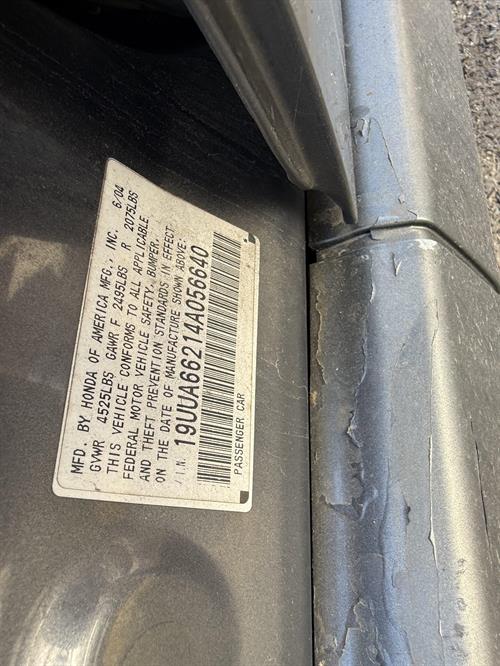 MFD. BY HONDA OF AMERICA MFG., INC. 6/04
GVWR 4525LBS GAWR F 2495LBS R 2075LBS
THIS VEHICLE CONFORMS TO ALL APPLICABLE
FEDERAL MOTOR VEHICLE SAFETY, BUMPER,
AND THEFT PREVENTION STANDARDS IN EFFECT
ON THE DATE OF MANUFACTURE SHOWN ABOVE.
V.I.N. 19UUA66214A056640
PASSENGER CAR